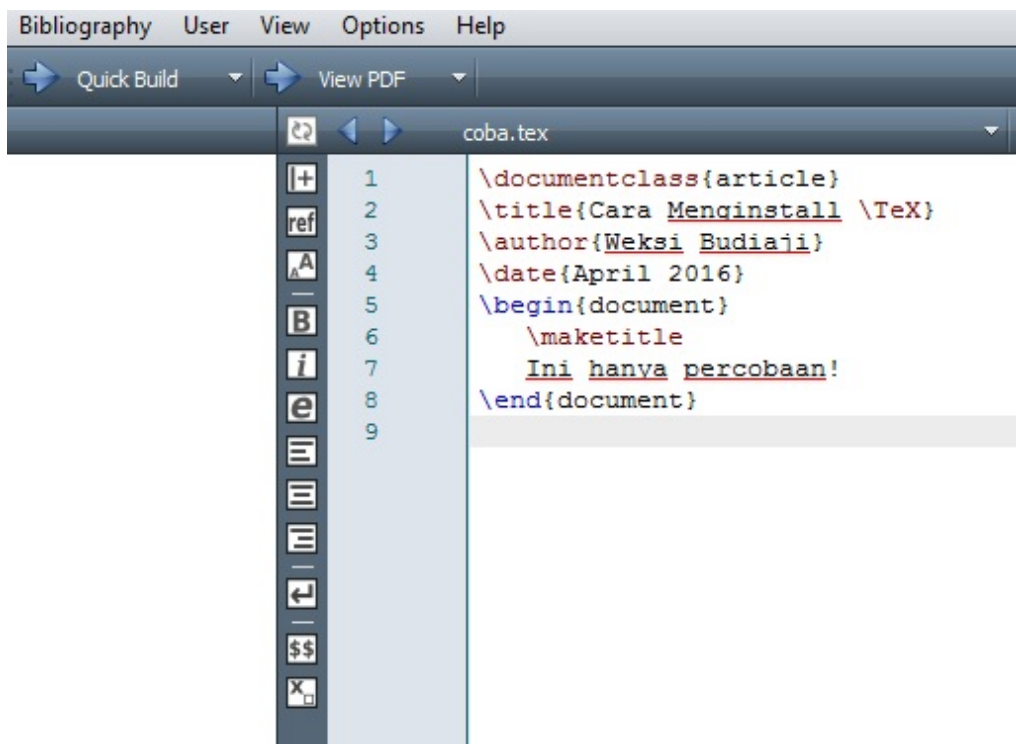 Bibliography User View Options Help
Quick Build View PDF
coba.tex
1 \documentclass{article}
2 \title{Cara Menginstall \TeX}
3 \author{Weksi Budiaji}
4 \date{April 2016}
5 \begin{document}
6 \maketitle
7 Ini hanya percobaan!
8 \end{document}
9
ref
AA
B
i
e
$$
X